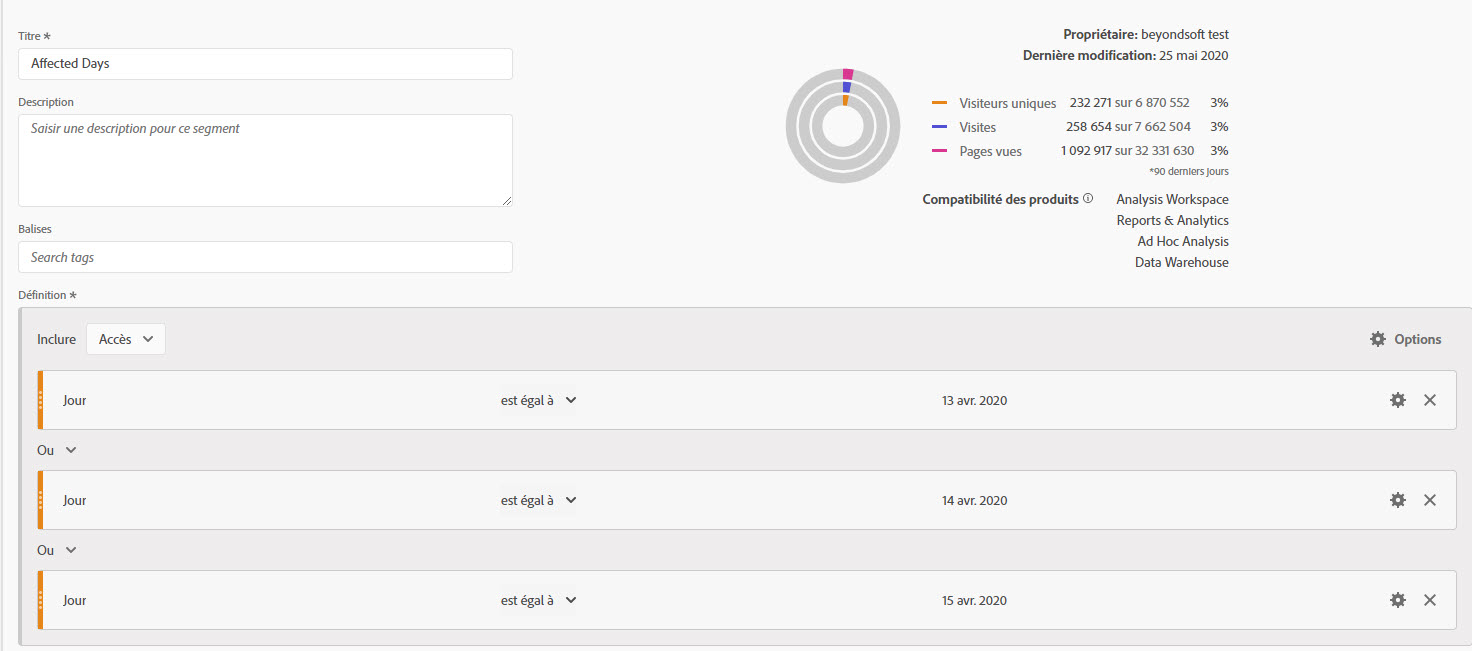 Titre *
Affected Days
Description
Saisir une description pour ce segment
Balises
Search tags
Propriétaire: beyondsoft test
Dernière modification: 25 mai 2020
Visiteurs uniques 232 271 sur 6 870 552 3%
Visites 258 654 sur 7 662 504 3%
Pages vues 1 092 917 sur 32 331 630 3%
*90 derniers jours
Compatibilité des produits Analysis Workspace
Reports & Analytics
Ad Hoc Analysis
Data Warehouse
Définition *
Inclure Accès Options
Jour est égal à 13 avr. 2020
Ou
Jour est égal à 14 avr. 2020
Ou
Jour est égal à 15 avr. 2020